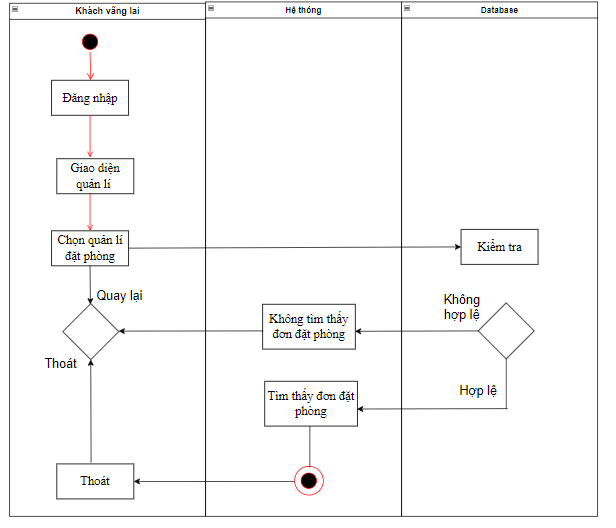 Khách vãng lai
Hệ thóng
Database
Đăng nhập
Giao diện
quản lí
Chọn quản lí
đặt phòng
Kiểm tra
Quay lại
Không tìm thấy
đơn đặt phòng
Không
hợp lệ
Thoát
Tìm thấy đơn đặt
phòng
Hợp lệ
Thoát